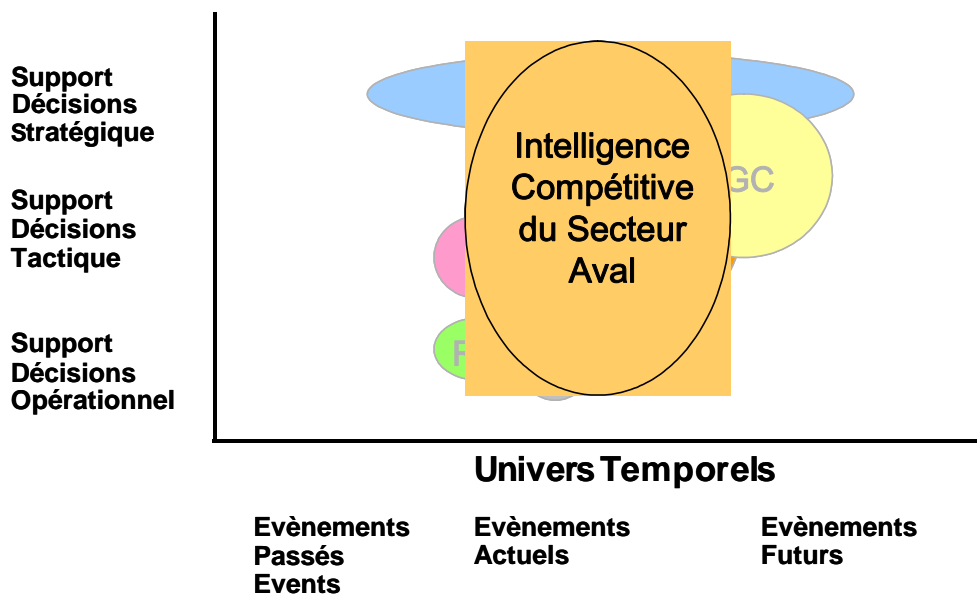 Support
Décisions
Stratégique
Intelligence
Compétitive
du Secteur
Aval
GC
Support
Décisions
Tactique
Support
Décisions
Opérationnel
Univers Temporels
Evènements
Passés
Events
Evènements
Actuels
Evènements
Futurs